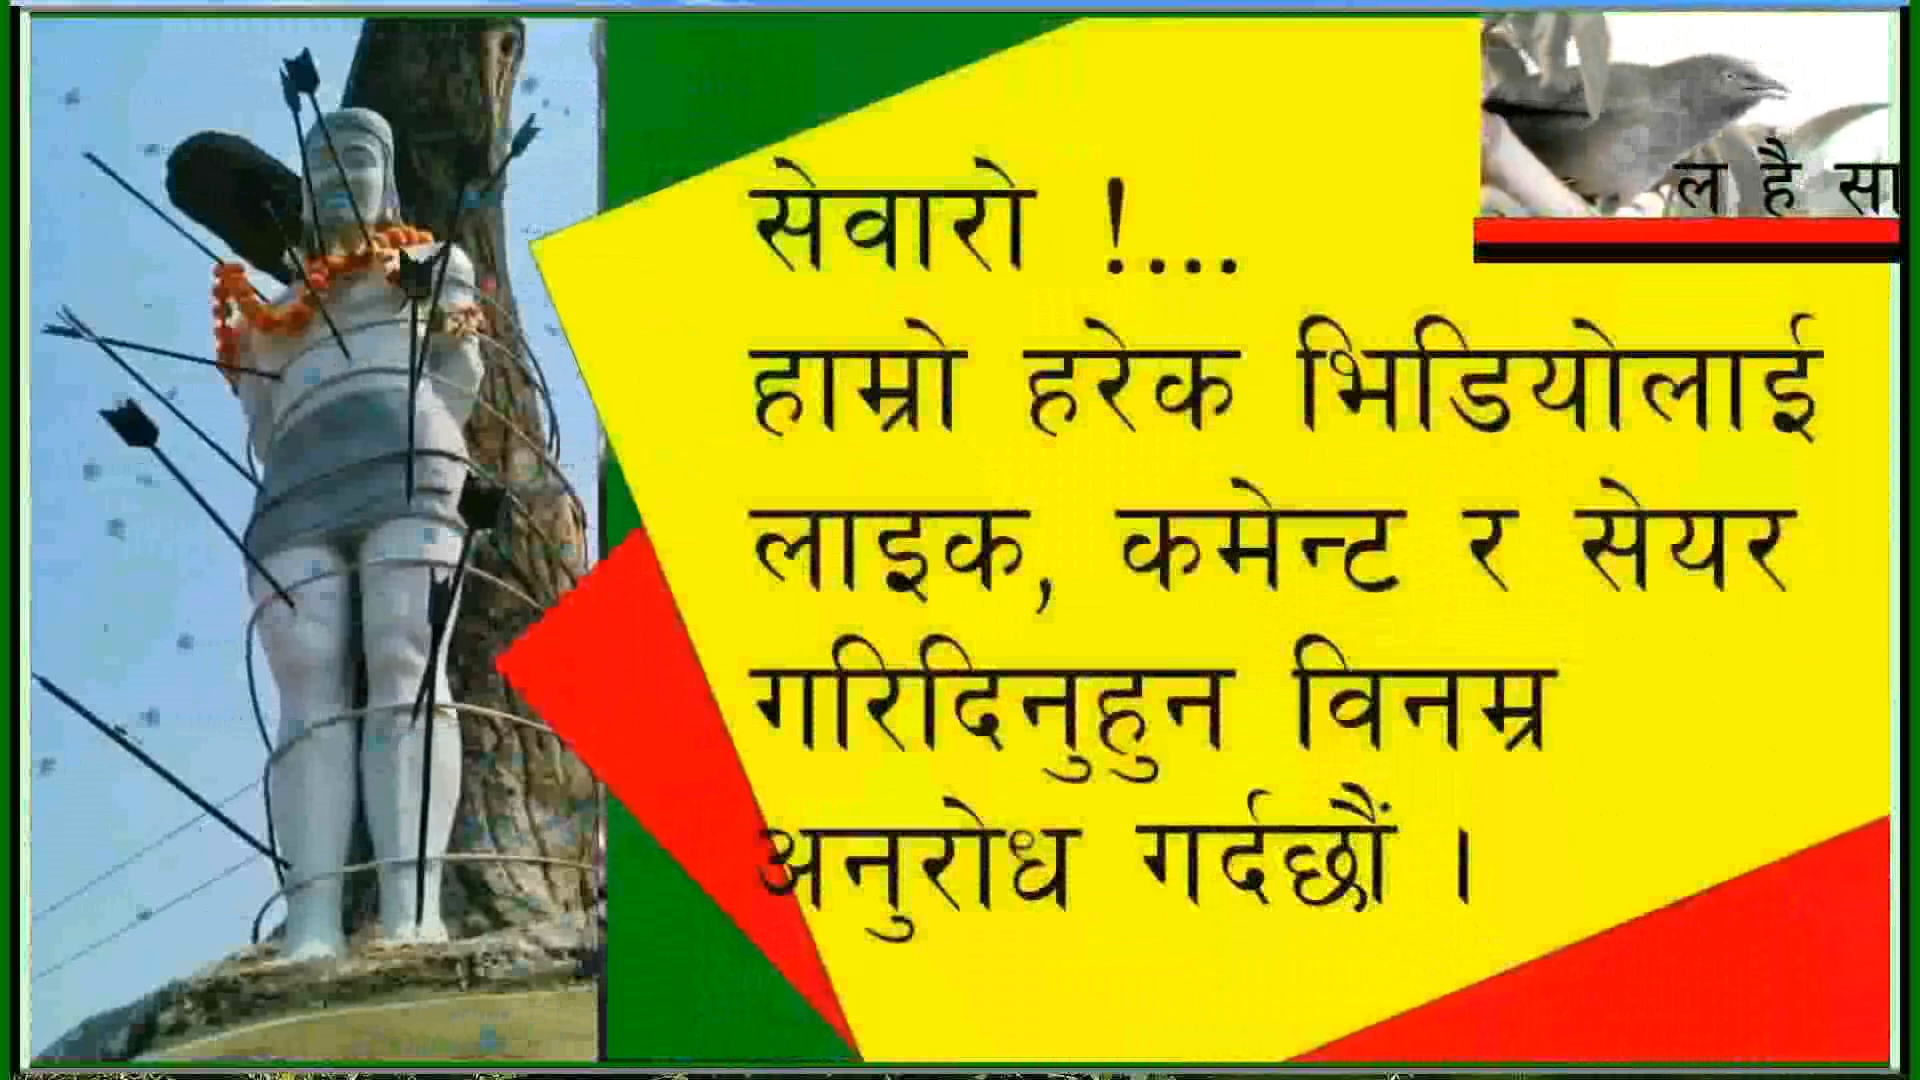 ल है सा
सेवारो !...
हाम्रो हरेक भिडियोलाई
लाइक, कमेन्ट र सेयर
गरिदिनुहुन विनम्र
अनुरोध गर्दछौं ।